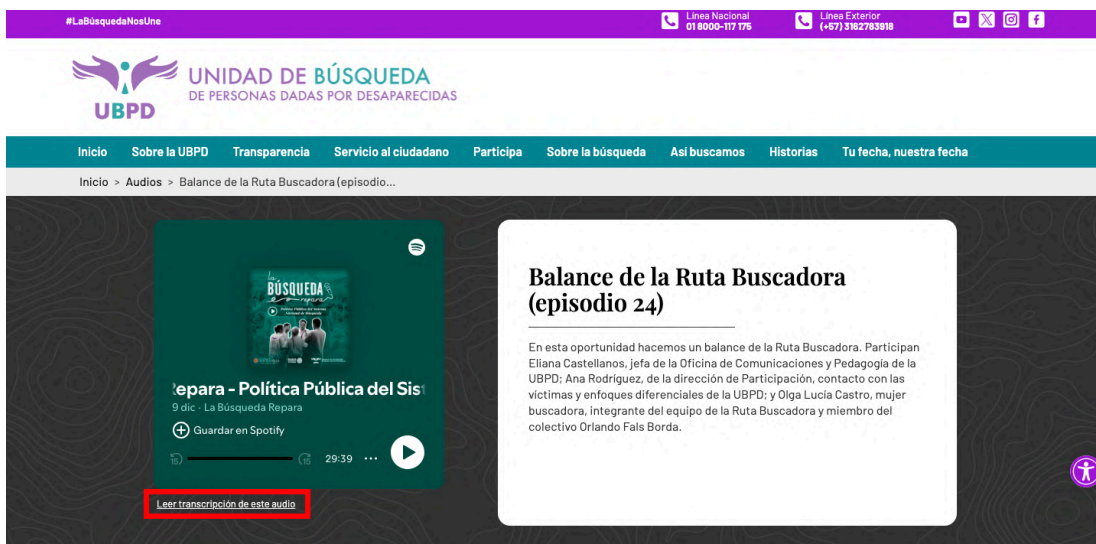 #LaBúsquedaNosUne
Línea Nacional
01 8000-117 175
Línea Exterior
(+57) 3162783918
UBPD
UNIDAD DE BÚSQUEDA
DE PERSONAS DADAS POR DESAPARECIDAS
Inicio Sobre la UBPD Transparencia Servicio al ciudadano Participa Sobre la búsqueda Así buscamos Historias Tu fecha, nuestra fecha
Inicio > Audios > Balance de la Ruta Buscadora (episodio...
la
BÚSQUEDA
repara
Repara - Política Pública del Sis
9 dic · La Búsqueda Repara
Guardar en Spotify
15
15
29:39
Leer transcripción de este audio
Balance de la Ruta Buscadora
(episodio 24)
En esta oportunidad hacemos un balance de la Ruta Buscadora. Participan
Eliana Castellanos, jefa de la Oficina de Comunicaciones y Pedagogía de la
UBPD; Ana Rodríguez, de la dirección de Participación, contacto con las
víctimas y enfoques diferenciales de la UBPD; y Olga Lucía Castro, mujer
buscadora, integrante del equipo de la Ruta Buscadora y miembro del
colectivo Orlando Fals Borda.